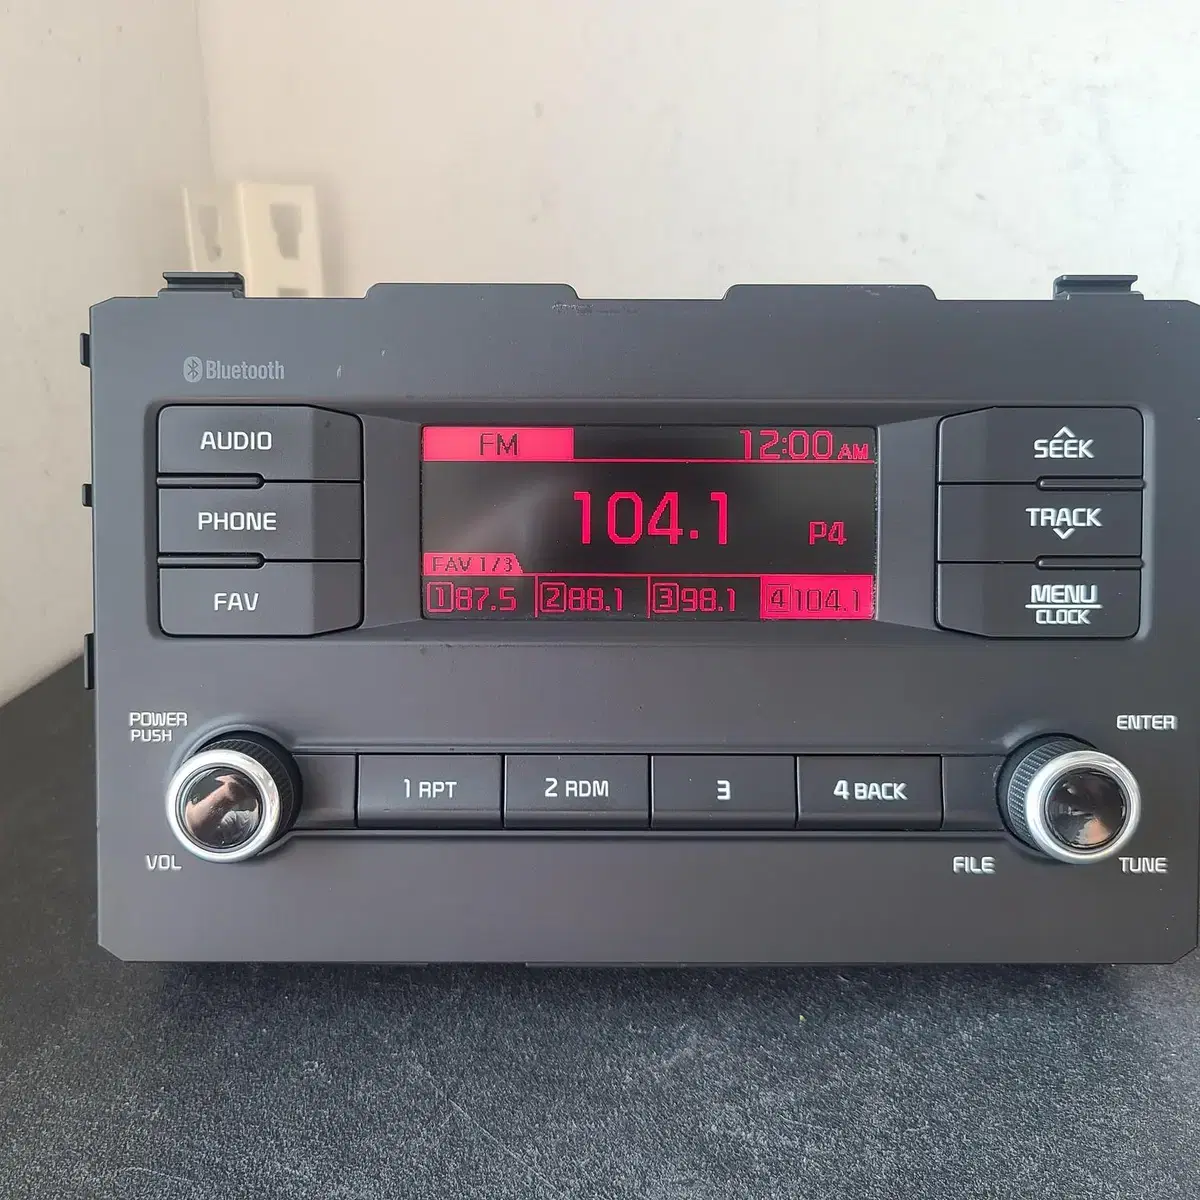 Bluetooth
AUDIO
PHONE
FAV
FM 12:00 AM
104.1 P4
FAV 1/3
1 87.5 2 88.1 3 98.1 4 104.1
SEEK
TRACK
MENU
CLOCK
POWER
PUSH
VOL
1 RPT 2 RDM 3 4 BACK
ENTER
FILE TUNE